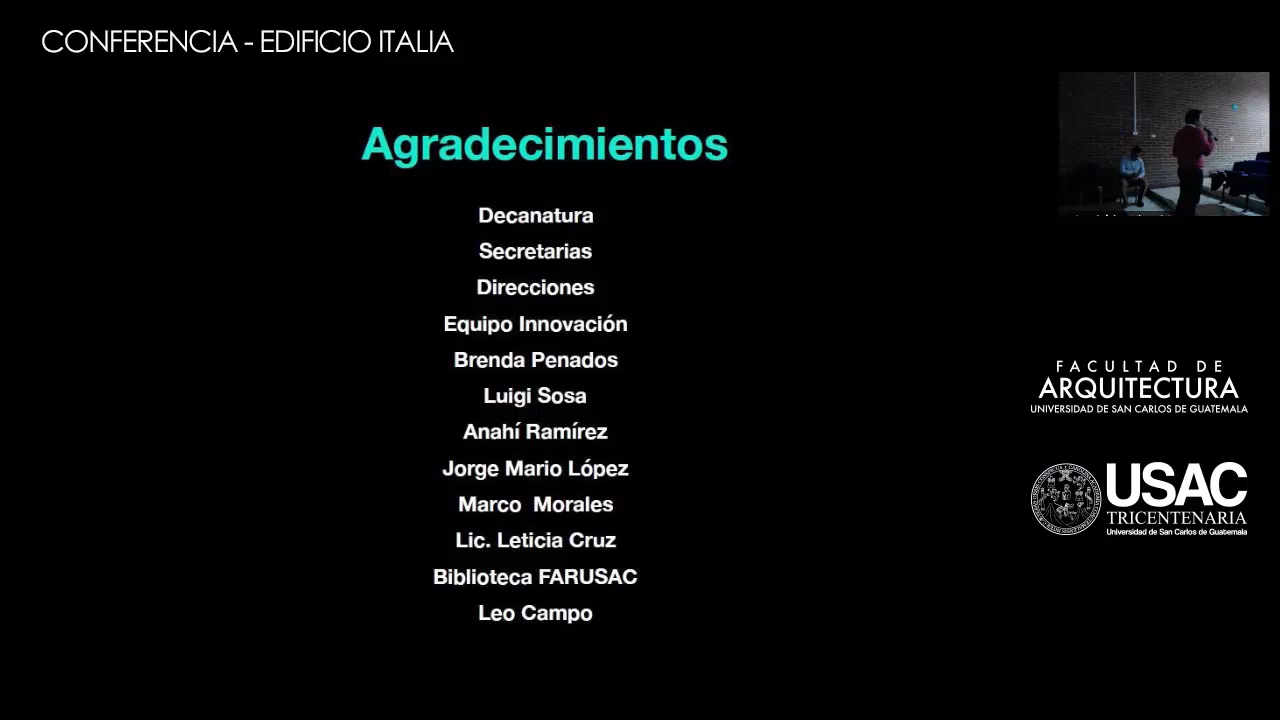 CONFERENCIA - EDIFICIO ITALIA
Agradecimientos
Decanatura
Secretarias
Direcciones
Equipo Innovación
Brenda Penados
Luigi Sosa
Anahí Ramírez
Jorge Mario López
Marco  Morales
Lic. Leticia Cruz
Biblioteca FARUSAC
Leo Campo
FACULTAD DE
ARQUITECTURA
UNIVERSIDAD DE SAN CARLOS DE GUATEMALA
USAC
TRICENTENARIA
Universidad de San Carlos de Guatemala